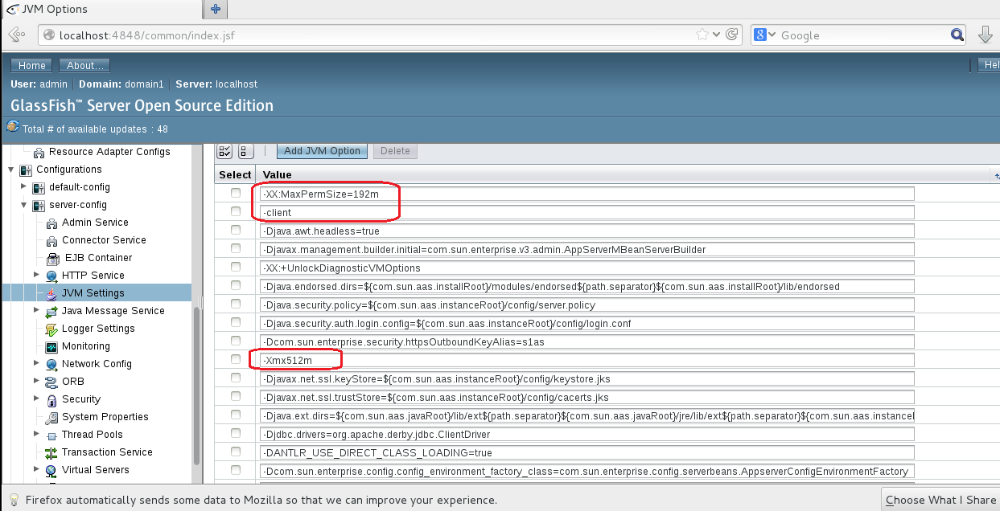 JVM Options
localhost:4848/common/index.jsf
Google
Home About...
Hel
User: admin Domain: domain1 Server: localhost
GlassFish™ Server Open Source Edition
Total # of available updates : 48
Resource Adapter Configs
Configurations
default-config
server-config
Admin Service
Connector Service
EJB Container
HTTP Service
JVM Settings
Java Message Service
Logger Settings
Monitoring
Network Config
ORB
Security
System Properties
Thread Pools
Transaction Service
Virtual Servers
Add JVM Option Delete
Select Value
-XX:MaxPermSize=192m
-client
-Djava.awt.headless=true
-Djavax.management.builder.initial=com.sun.enterprise.v3.admin.AppServerMBeanServerBuilder
-XX:+UnlockDiagnosticVMOptions
-Djava.endorsed.dirs=${com.sun.aas.installRoot}/modules/endorsed${path.separator}${com.sun.aas.installRoot}/lib/endorsed
-Djava.security.policy=${com.sun.aas.instanceRoot}/config/server.policy
-Djava.security.auth.login.config=${com.sun.aas.instanceRoot}/config/login.conf
-Dcom.sun.enterprise.security.httpsOutboundKeyAlias=s1as
-Xmx512m
-Djavax.net.ssl.keyStore=${com.sun.aas.instanceRoot}/config/keystore.jks
-Djavax.net.ssl.trustStore=${com.sun.aas.instanceRoot}/config/cacerts.jks
-Djava.ext.dirs=${com.sun.aas.javaRoot}/lib/ext${path.separator}${com.sun.aas.javaRoot}/jre/lib/ext${path.separator}${com.sun.aas.instancel
-Djdbc.drivers=org.apache.derby.jdbc.ClientDriver
-DANTLR_USE_DIRECT_CLASS_LOADING=true
-Dcom.sun.enterprise.config.config_environment_factory_class=com.sun.enterprise.config.serverbeans.AppserverConfigEnvironmentFactory
Firefox automatically sends some data to Mozilla so that we can improve your experience.
Choose What I Share